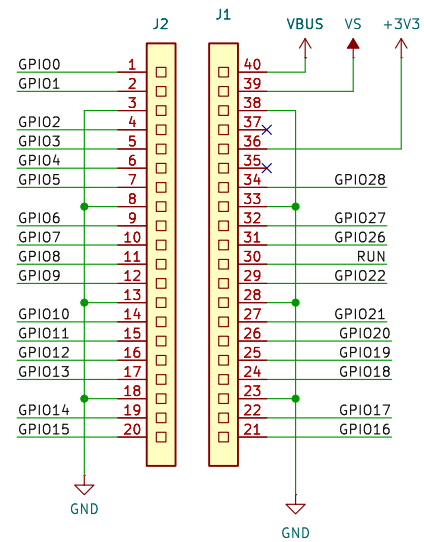 J2 J1 VBUS VS +3V3
GPIO0 1 40
GPIO1 2 39
3 38
GPIO2 4 37
GPIO3 5 36
GPIO4 6 35
GPIO5 7 34 GPIO28
8 33
GPIO6 9 32 GPIO27
GPIO7 10 31 GPIO26
GPIO8 11 30 RUN
GPIO9 12 29 GPIO22
13 28
GPIO10 14 27 GPIO21
GPIO11 15 26 GPIO20
GPIO12 16 25 GPIO19
GPIO13 17 24 GPIO18
18 23
GPIO14 19 22 GPIO17
GPIO15 20 21 GPIO16
GND GND